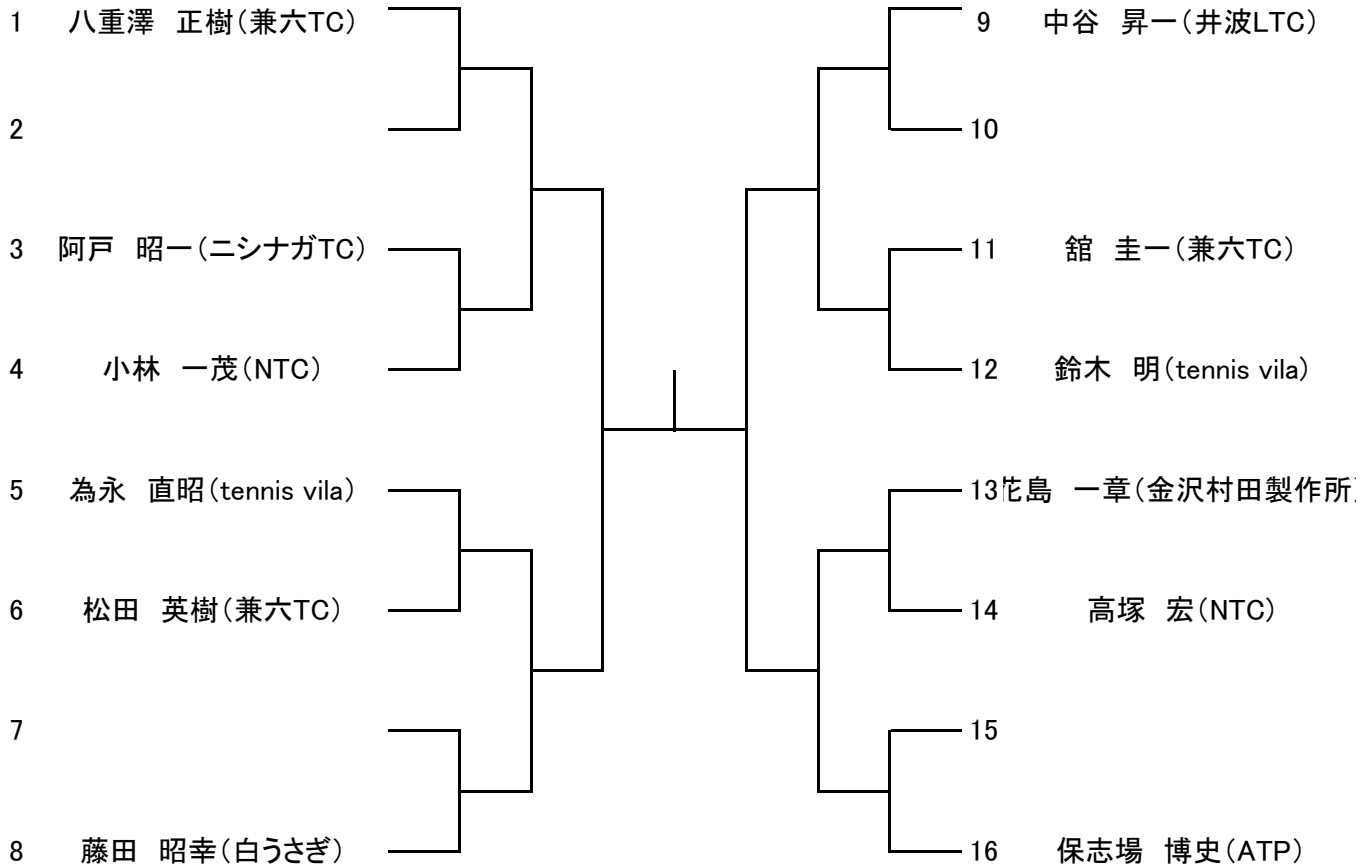 1 八重澤 正樹(兼六TC)
2
3 阿戸 昭一(ニシナガTC)
4 小林 一茂(NTC)
5 為永 直昭(tennis vila)
6 松田 英樹(兼六TC)
7
8 藤田 昭幸(白うさぎ)
9 中谷 昇一(井波LTC)
10
11 舘 圭一(兼六TC)
12 鈴木 明(tennis vila)
13 花島 一章(金沢村田製作所)
14 高塚 宏(NTC)
15
16 保志場 博史(ATP)